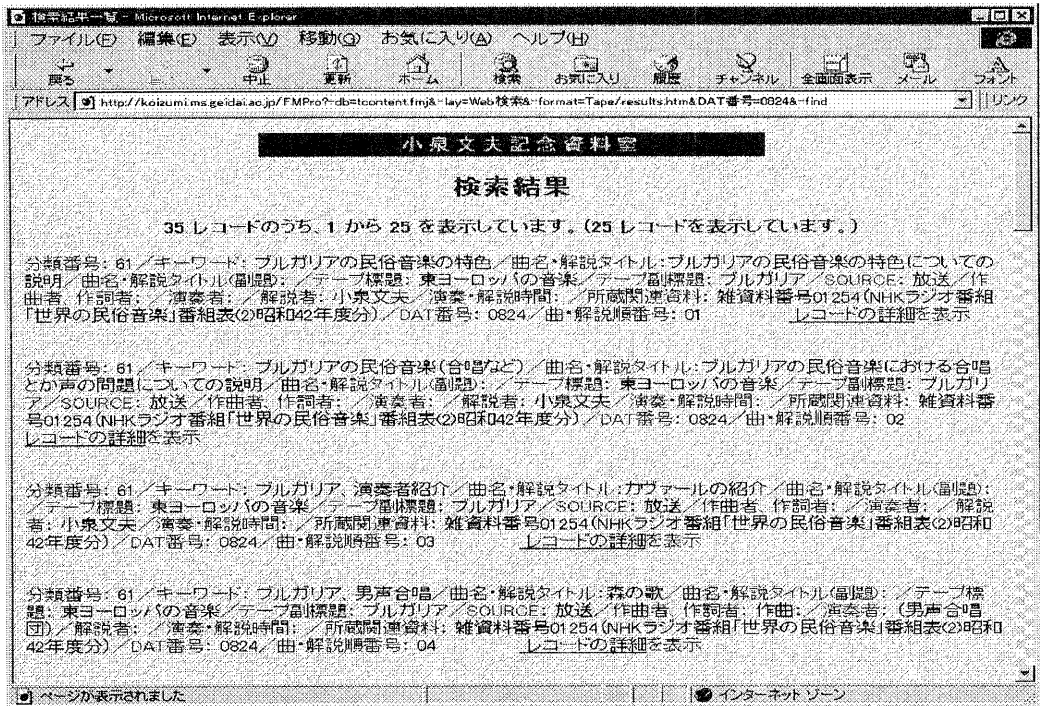 検索結果一覧 - Microsoft Internet Explorer
ファイル(F) 編集(E) 表示(V) 移動(G) お気に入り(A) ヘルプ(H)
戻る 中止 更新 ホーム 検索 お気に入り 履歴 チャンネル 全画面表示 メール フォント
アドレス http://koizumi.ms.geidai.ac.jp/FMPro?-db=tcontent.fmj&-lay=Web検索&-format=Tape/results.htm&DAT番号=0824&-find リンク
小泉文夫記念資料室
検索結果
35 レコードのうち、1 から 25 を表示しています。(25 レコードを表示しています。)
分類番号: 61／キーワード: ブルガリアの民俗音楽の特色／曲名・解説タイトル:ブルガリアの民俗音楽の特色についての
説明／曲名・解説タイトル(副題): ／テープ標題: 東ヨーロッパの音楽／テープ副標題: ブルガリア／SOURCE: 放送／作
曲者、作詞者: ／演奏者: ／解説者: 小泉文夫／演奏・解説時間: ／所蔵関連資料: 雑資料番号01254(NHKラジオ番組
「世界の民俗音楽」番組表(2)昭和42年度分)／DAT番号: 0824／曲・解説順番号: 01 レコードの詳細を表示
分類番号: 61／キーワード: ブルガリアの民俗音楽(合唱など)／曲名・解説タイトル:ブルガリアの民俗音楽における合唱
とか声の問題についての説明／曲名・解説タイトル(副題): ／テープ標題: 東ヨーロッパの音楽／テープ副標題: ブルガリ
ア／SOURCE: 放送／作曲者、作詞者: ／演奏者: ／解説者: 小泉文夫／演奏・解説時間: ／所蔵関連資料: 雑資料番
号01254(NHKラジオ番組「世界の民俗音楽」番組表(2)昭和42年度分)／DAT番号: 0824／曲・解説順番号: 02
レコードの詳細を表示
分類番号: 61／キーワード: ブルガリア、演奏者紹介／曲名・解説タイトル:カヴァールの紹介／曲名・解説タイトル(副題):
／テープ標題: 東ヨーロッパの音楽／テープ副標題: ブルガリア／SOURCE: 放送／作曲者、作詞者: ／演奏者: ／解説
者: 小泉文夫／演奏・解説時間: ／所蔵関連資料: 雑資料番号01254(NHKラジオ番組「世界の民俗音楽」番組表(2)昭和
42年度分)／DAT番号: 0824／曲・解説順番号: 03 レコードの詳細を表示
分類番号: 61／キーワード: ブルガリア、男声合唱／曲名・解説タイトル:森の歌／曲名・解説タイトル(副題): ／テープ標
題: 東ヨーロッパの音楽／テープ副標題: ブルガリア／SOURCE: 放送／作曲者、作詞者: 作曲: ／演奏者: (男声合唱
団)／解説者: ／演奏・解説時間: ／所蔵関連資料: 雑資料番号01254(NHKラジオ番組「世界の民俗音楽」番組表(2)昭和
42年度分)／DAT番号: 0824／曲・解説順番号: 04 レコードの詳細を表示
ページが表示されました インターネット ゾーン